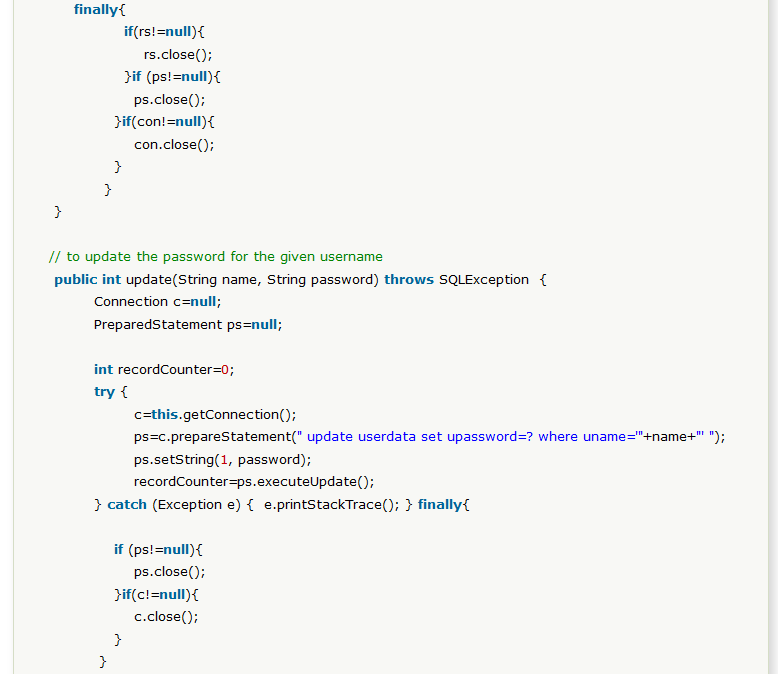 finally{
if(rs!=null){
rs.close();
}if (ps!=null){
ps.close();
}if(con!=null){
con.close();
}
}
}
// to update the password for the given username
public int update(String name, String password) throws SQLException  {
Connection c=null;
PreparedStatement ps=null;
int recordCounter=0;
try {
c=this.getConnection();
ps=c.prepareStatement(" update userdata set upassword=? where uname='"+name+"' ");
ps.setString(1, password);
recordCounter=ps.executeUpdate();
} catch (Exception e) {  e.printStackTrace(); } finally{
if (ps!=null){
ps.close();
}if(c!=null){
c.close();
}
}